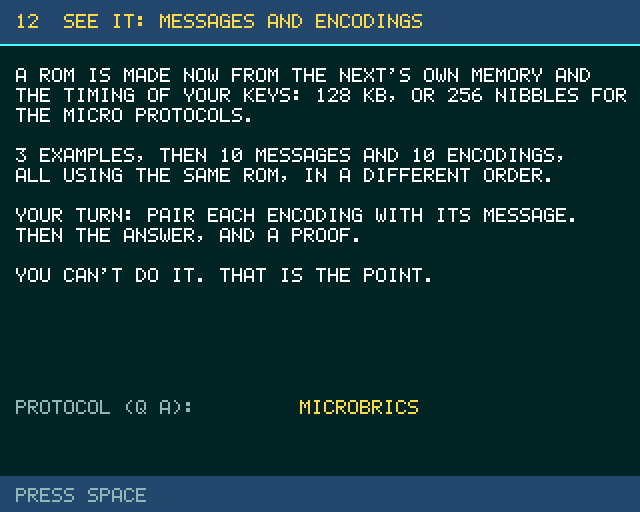 12 SEE IT: MESSAGES AND ENCODINGS
A ROM IS MADE NOW FROM THE NEXT'S OWN MEMORY AND
THE TIMING OF YOUR KEYS: 128 KB, OR 256 NIBBLES FOR
THE MICRO PROTOCOLS.
3 EXAMPLES, THEN 10 MESSAGES AND 10 ENCODINGS,
ALL USING THE SAME ROM, IN A DIFFERENT ORDER.
YOUR TURN: PAIR EACH ENCODING WITH ITS MESSAGE.
THEN THE ANSWER, AND A PROOF.
YOU CAN'T DO IT. THAT IS THE POINT.
PROTOCOL (Q A): MICROBRICS
PRESS SPACE